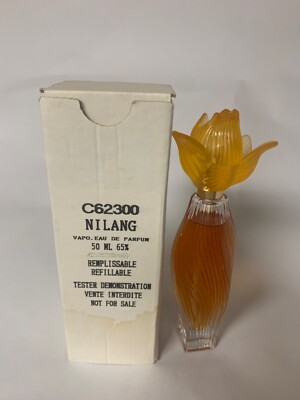 C62300
NILANG
VAPO.EAU DE PARFUM
50 ML 65%
REMPLISSABLE
REFILLABLE
TESTER DEMONSTRATION
VENTE INTERDITE
NOT FOR SALE